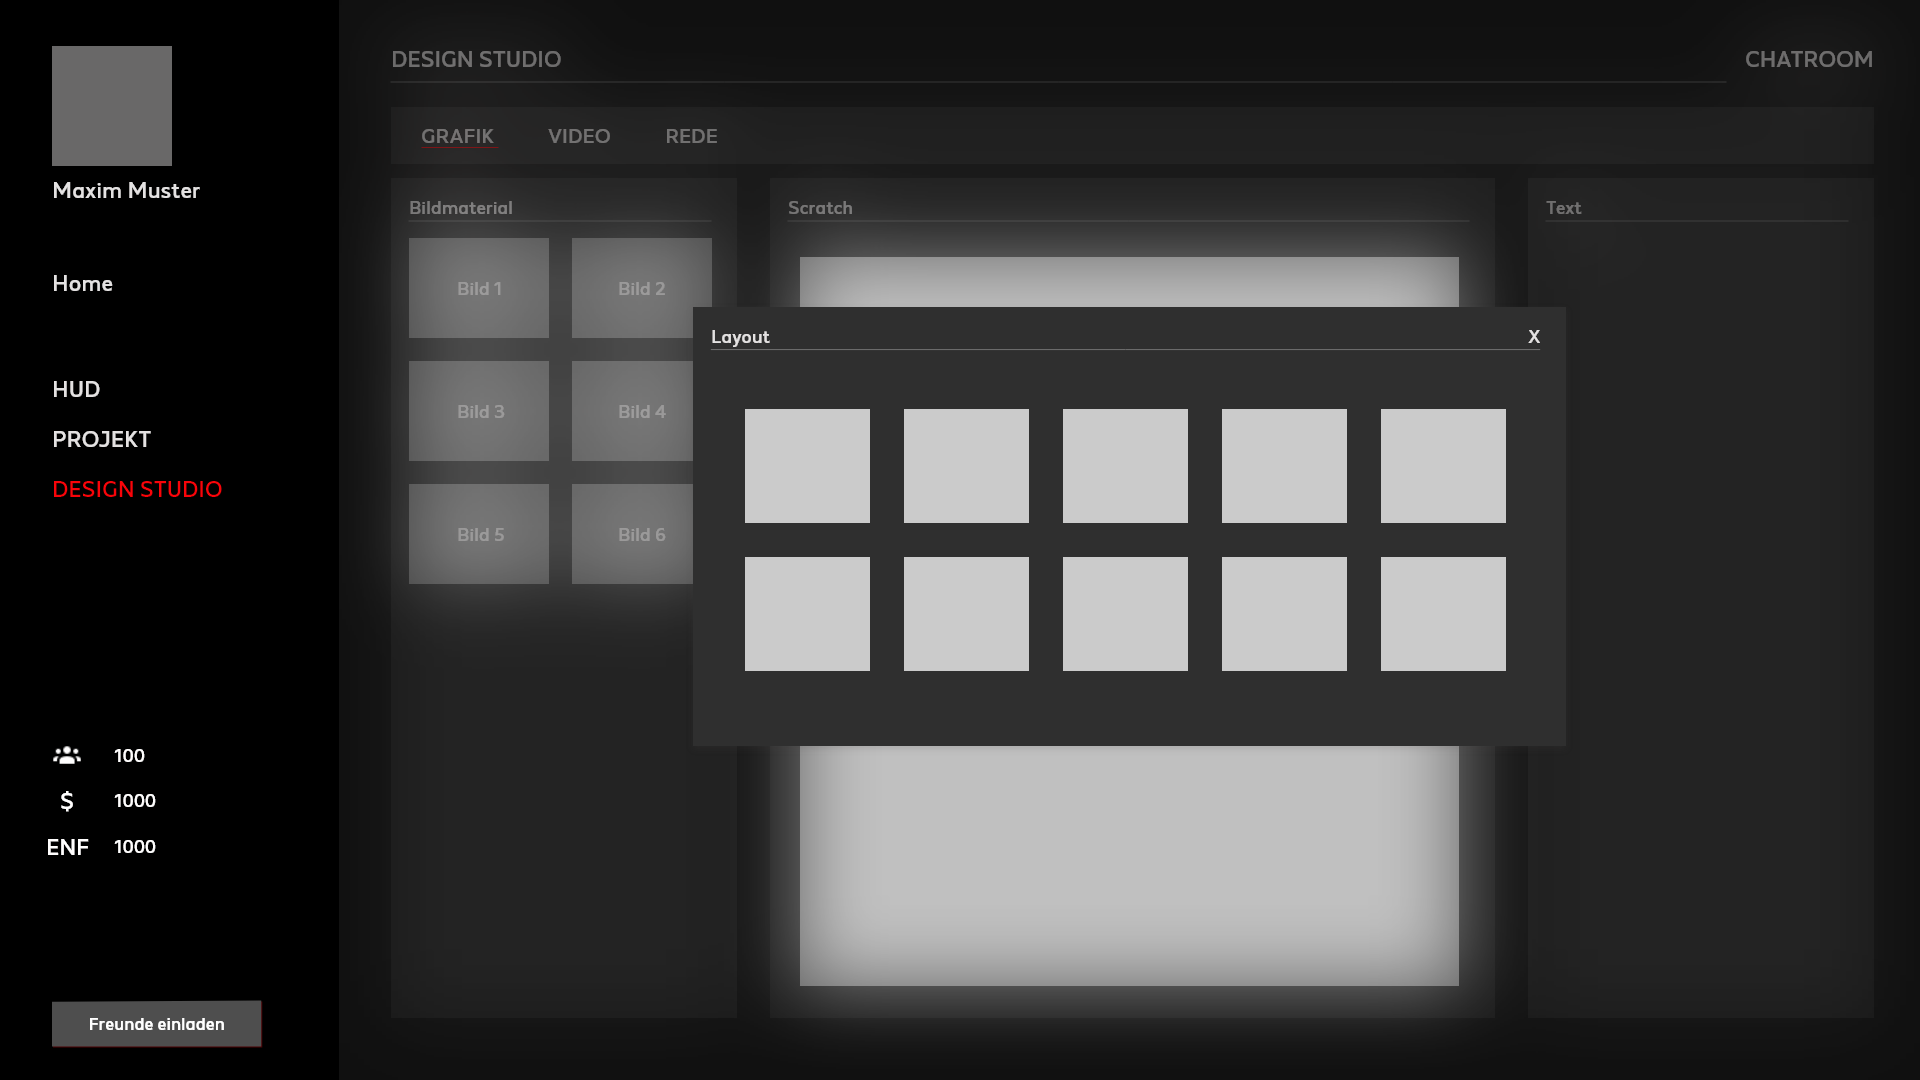 Maxim Muster
Home
HUD
PROJEKT
DESIGN STUDIO
100
$ 1000
ENF 1000
Freunde einladen
DESIGN STUDIO
CHATROOM
GRAFIK VIDEO REDE
Bildmaterial
Bild 1 Bild 2
Bild 3 Bild 4
Bild 5 Bild 6
Scratch
Text
Layout X